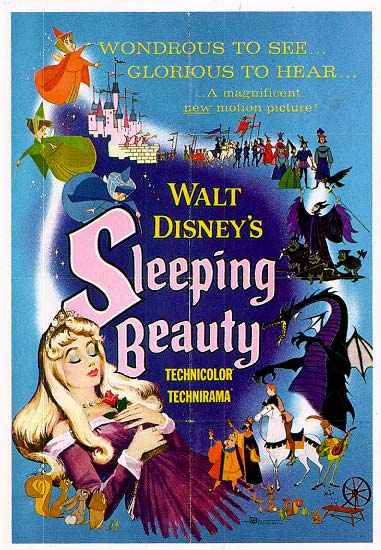 WONDROUS TO SEE...
GLORIOUS TO HEAR...
...A magnificent
new motion picture!
WALT
DISNEY'S
Sleeping
Beauty
TECHNICOLOR®
TECHNIRAMA®